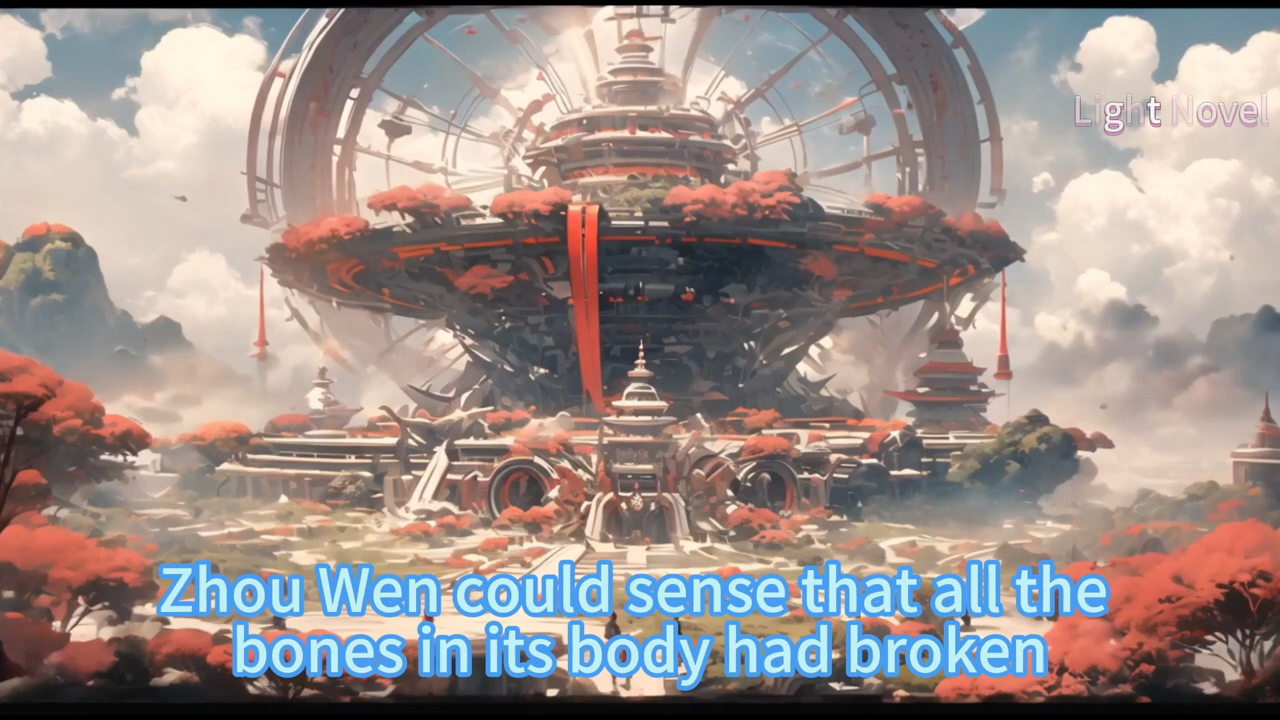 Light Novel
Zhou Wen could sense that all the
bones in its body had broken